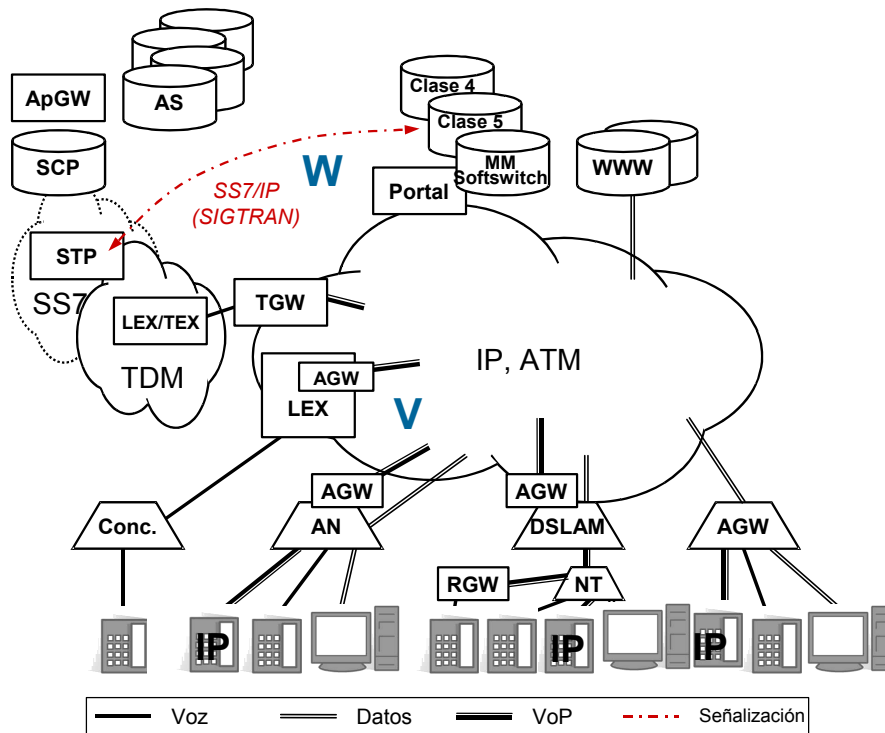 ApGW
AS
Clase 4
Clase 5
MM
Softswitch
SCP
WWW
W
Portal
SS7/IP
(SIGTRAN)
STP
SS7
LEX/TEX
TGW
TDM
IP, ATM
AGW
LEX
V
AGW
AGW
Conc.
AN
DSLAM
AGW
RGW
NT
IP
IP
IP
Voz
Datos
VoP
Señalización